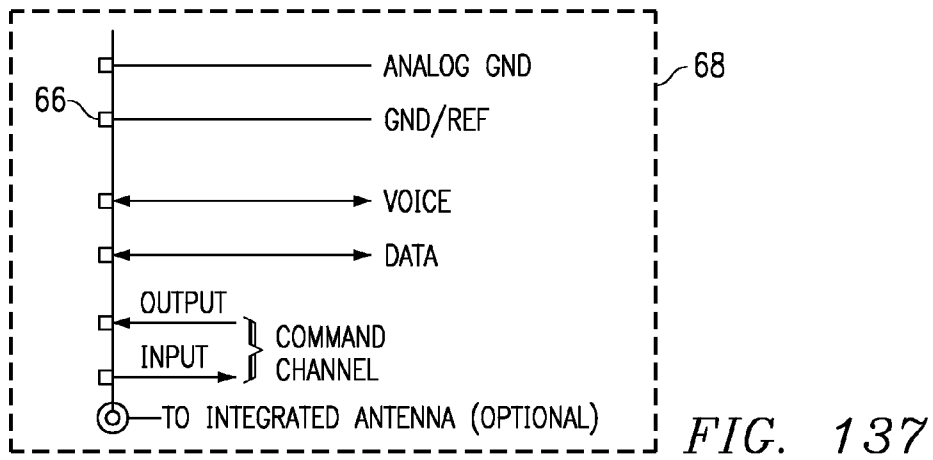 ANALOG GND
68
66
GND/REF
VOICE
DATA
OUTPUT
COMMAND
CHANNEL
INPUT
TO INTEGRATED ANTENNA (OPTIONAL)
FIG. 137